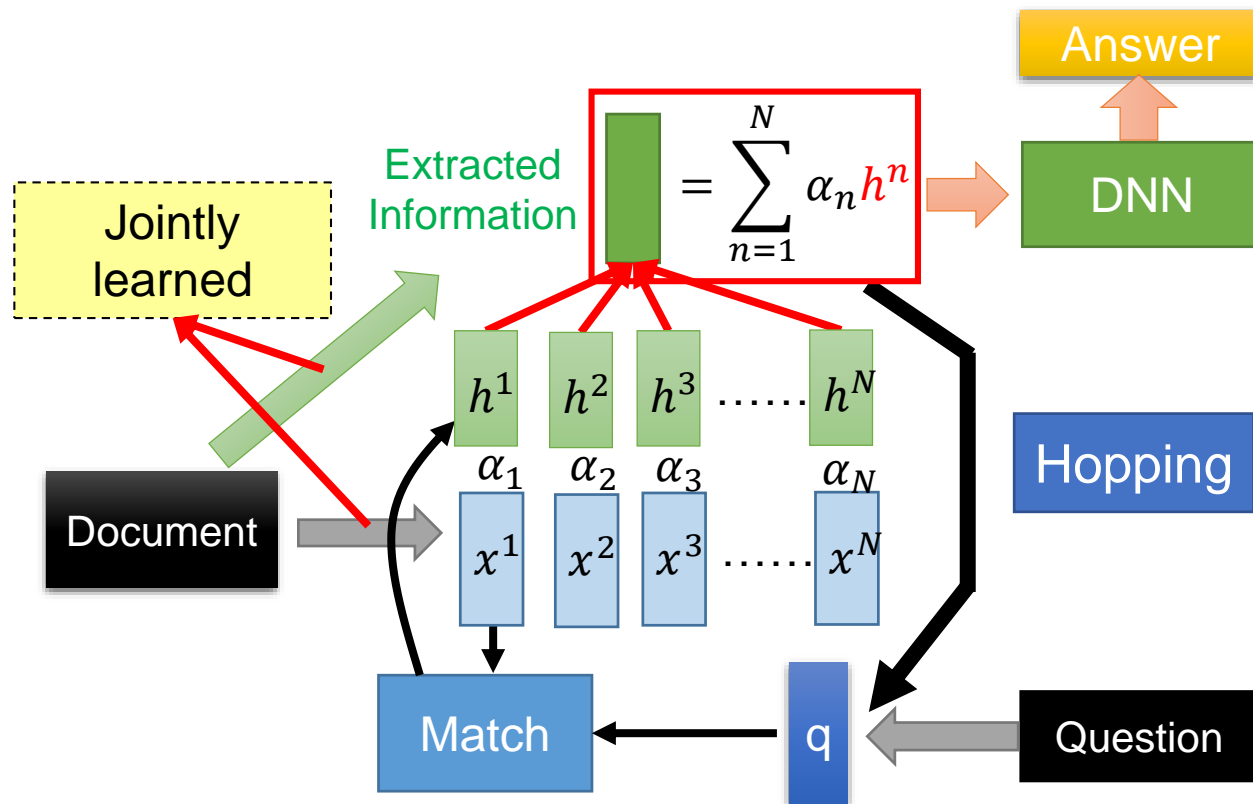 Answer
Extracted
Information
= \sum_{n=1}^{N} α_n h^n
DNN
Jointly
learned
h^1 h^2 h^3 ...... h^N
α_1 α_2 α_3 α_N
Hopping
Document
x^1 x^2 x^3 ...... x^N
Match
q
Question